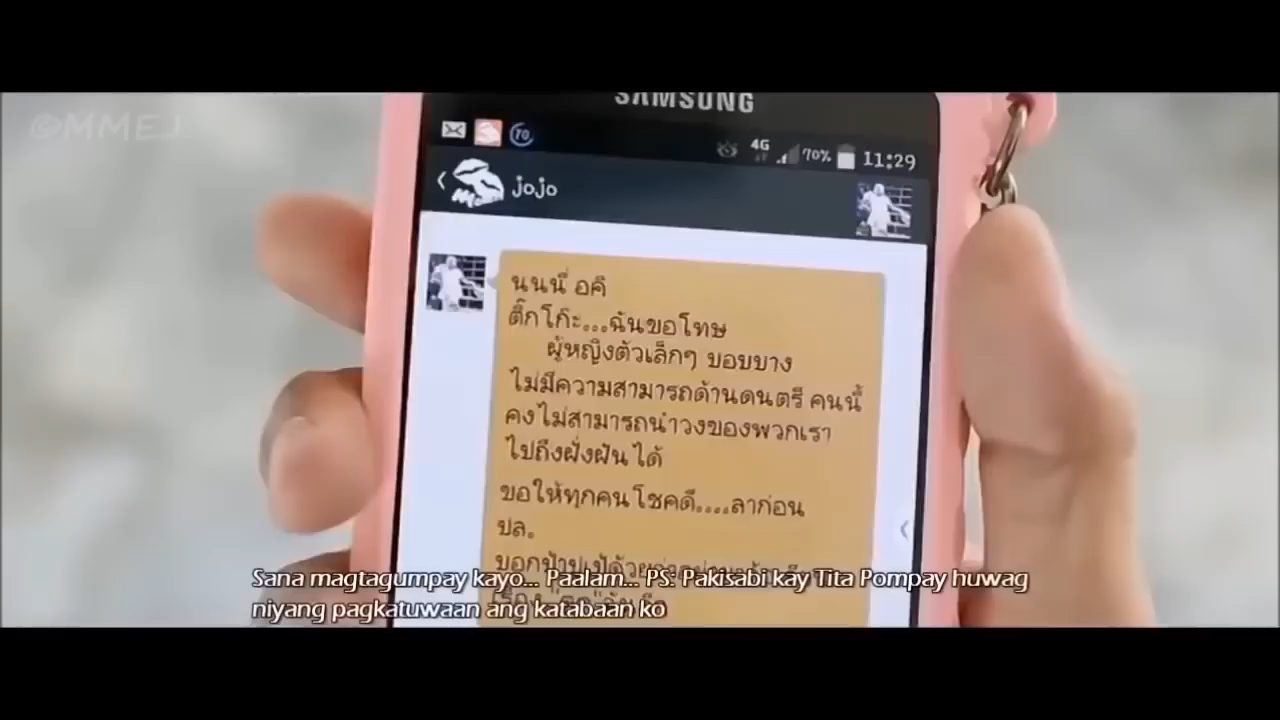 ©MMEJ
SAMSUNG
70
4G 70% 11:29
jojo
นนนี่ อคิ
ติ๊กโก๊ะ...ฉันขอโทษ
ผู้หญิงตัวเล็กๆ บอบบาง
ไม่มีความสามารถด้านดนตรี คนนี้
คงไม่สามารถนำวงของพวกเรา
ไปถึงฝั่งฝันได้
ขอให้ทุกคนโชคดี....ลาก่อน
ปล.
Sana magtagumpay kayo... Paalam... PS: Pakisabi kay Tita Pompay huwag
niyang pagkatuwaan ang katabaan ko